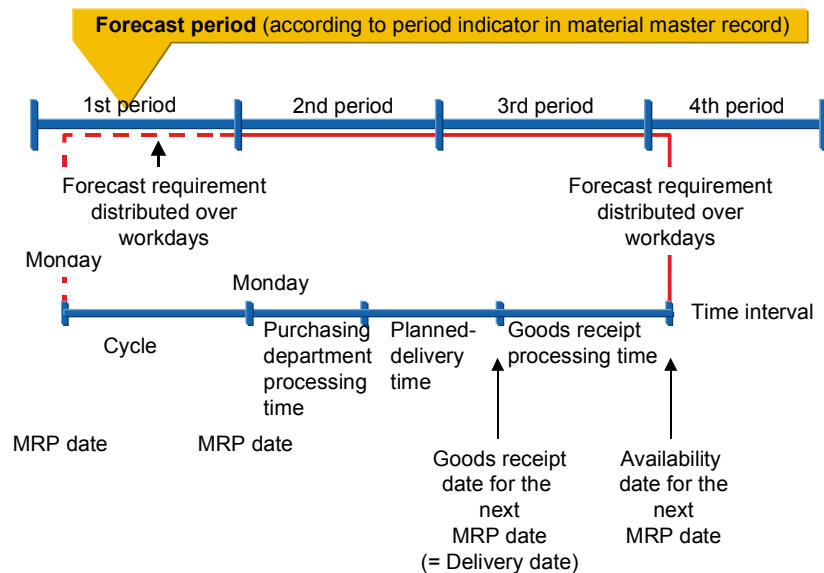 Forecast period (according to period indicator in material master record)
1st period
2nd period
3rd period
4th period
Forecast requirement
distributed over
workdays
Forecast requirement
distributed over
workdays
Monday
Monday
Time interval
Cycle
Purchasing
department
processing
time
Planned-
delivery
time
Goods receipt
processing time
MRP date
MRP date
Goods receipt
date for the
next
MRP date
(= Delivery date)
Availability
date for the
next
MRP date